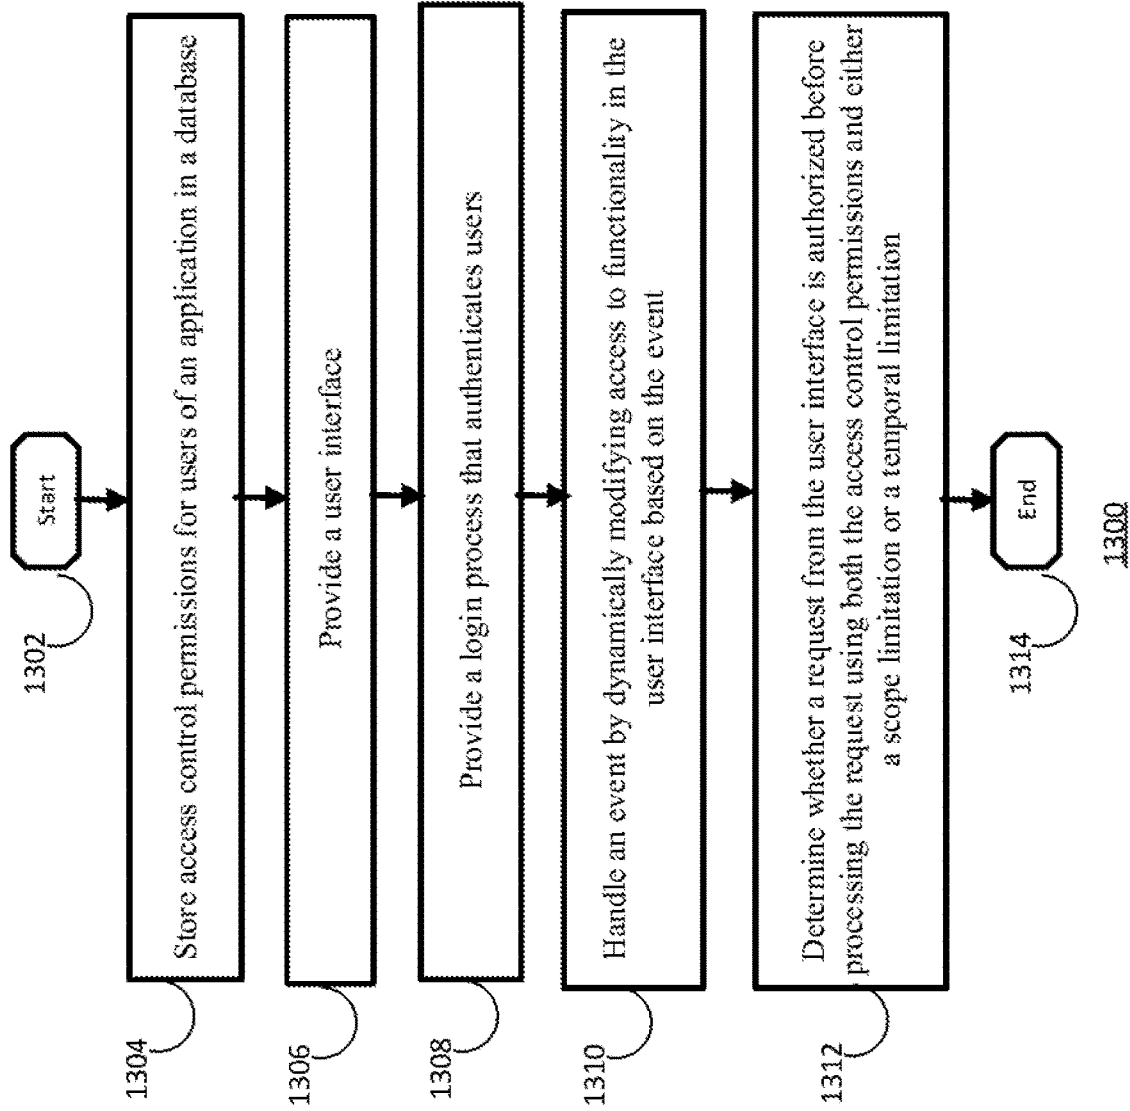 Start
1302
Store access control permissions for users of an application in a database
1304
Provide a user interface
1306
Provide a login process that authenticates users
1308
Handle an event by dynamically modifying access to functionality in the
user interface based on the event
1310
Determine whether a request from the user interface is authorized before
processing the request using both the access control permissions and either
a scope limitation or a temporal limitation
1312
End
1314
1300